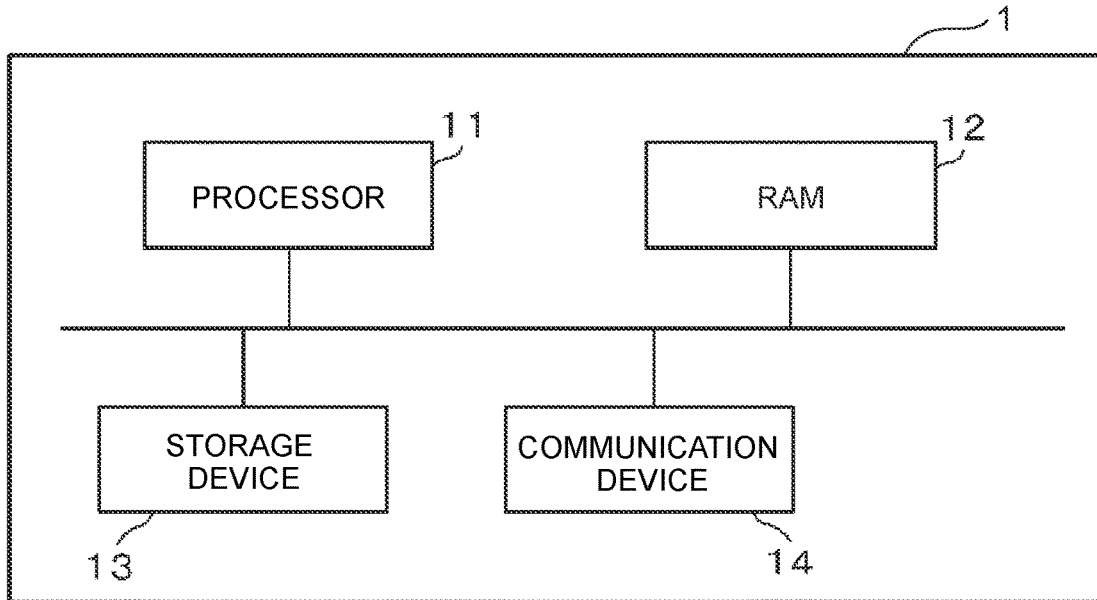 1
11
12
PROCESSOR
RAM
STORAGE
DEVICE
COMMUNICATION
DEVICE
13
14